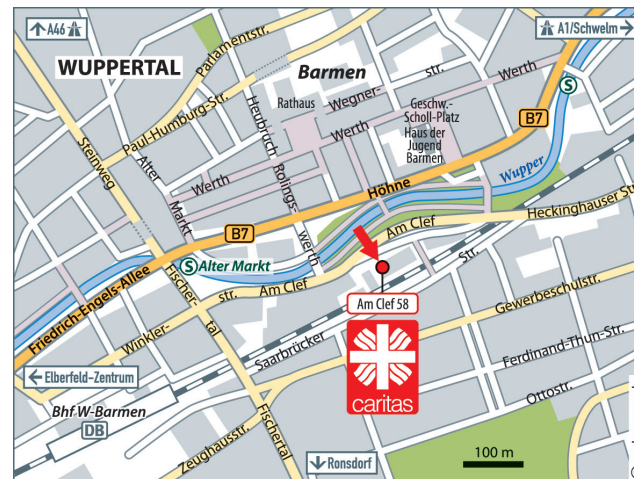 A46
A1/Schwelm
WUPPERTAL
Parlamentstr.
Barmen
Werth
S
Rathaus
Wegner-
str.
Geschw.-
Scholl-Platz
Haus der
Jugend
Barmen
B7
Paul-Humburg-Str.
Heubruch
Werth
Steinweg
Alter
Markt
Werth
Rolings-
werth
Höhne
Wupper
B7
Am Clef
Heckinghauser St
S Alter Markt
Friedrich-Engels-Allee
Fischer-
tal
str.
Am Clef
Str.
Am Clef 58
Gewerbeschulstr.
Winkler-
Saarbrücker
Ferdinand-Thun-Str.
Elberfeld-Zentrum
caritas
Ottostr.
Bhf W-Barmen
DB
Fischertal
Zeughausstr.
Ronsdorf
100 m